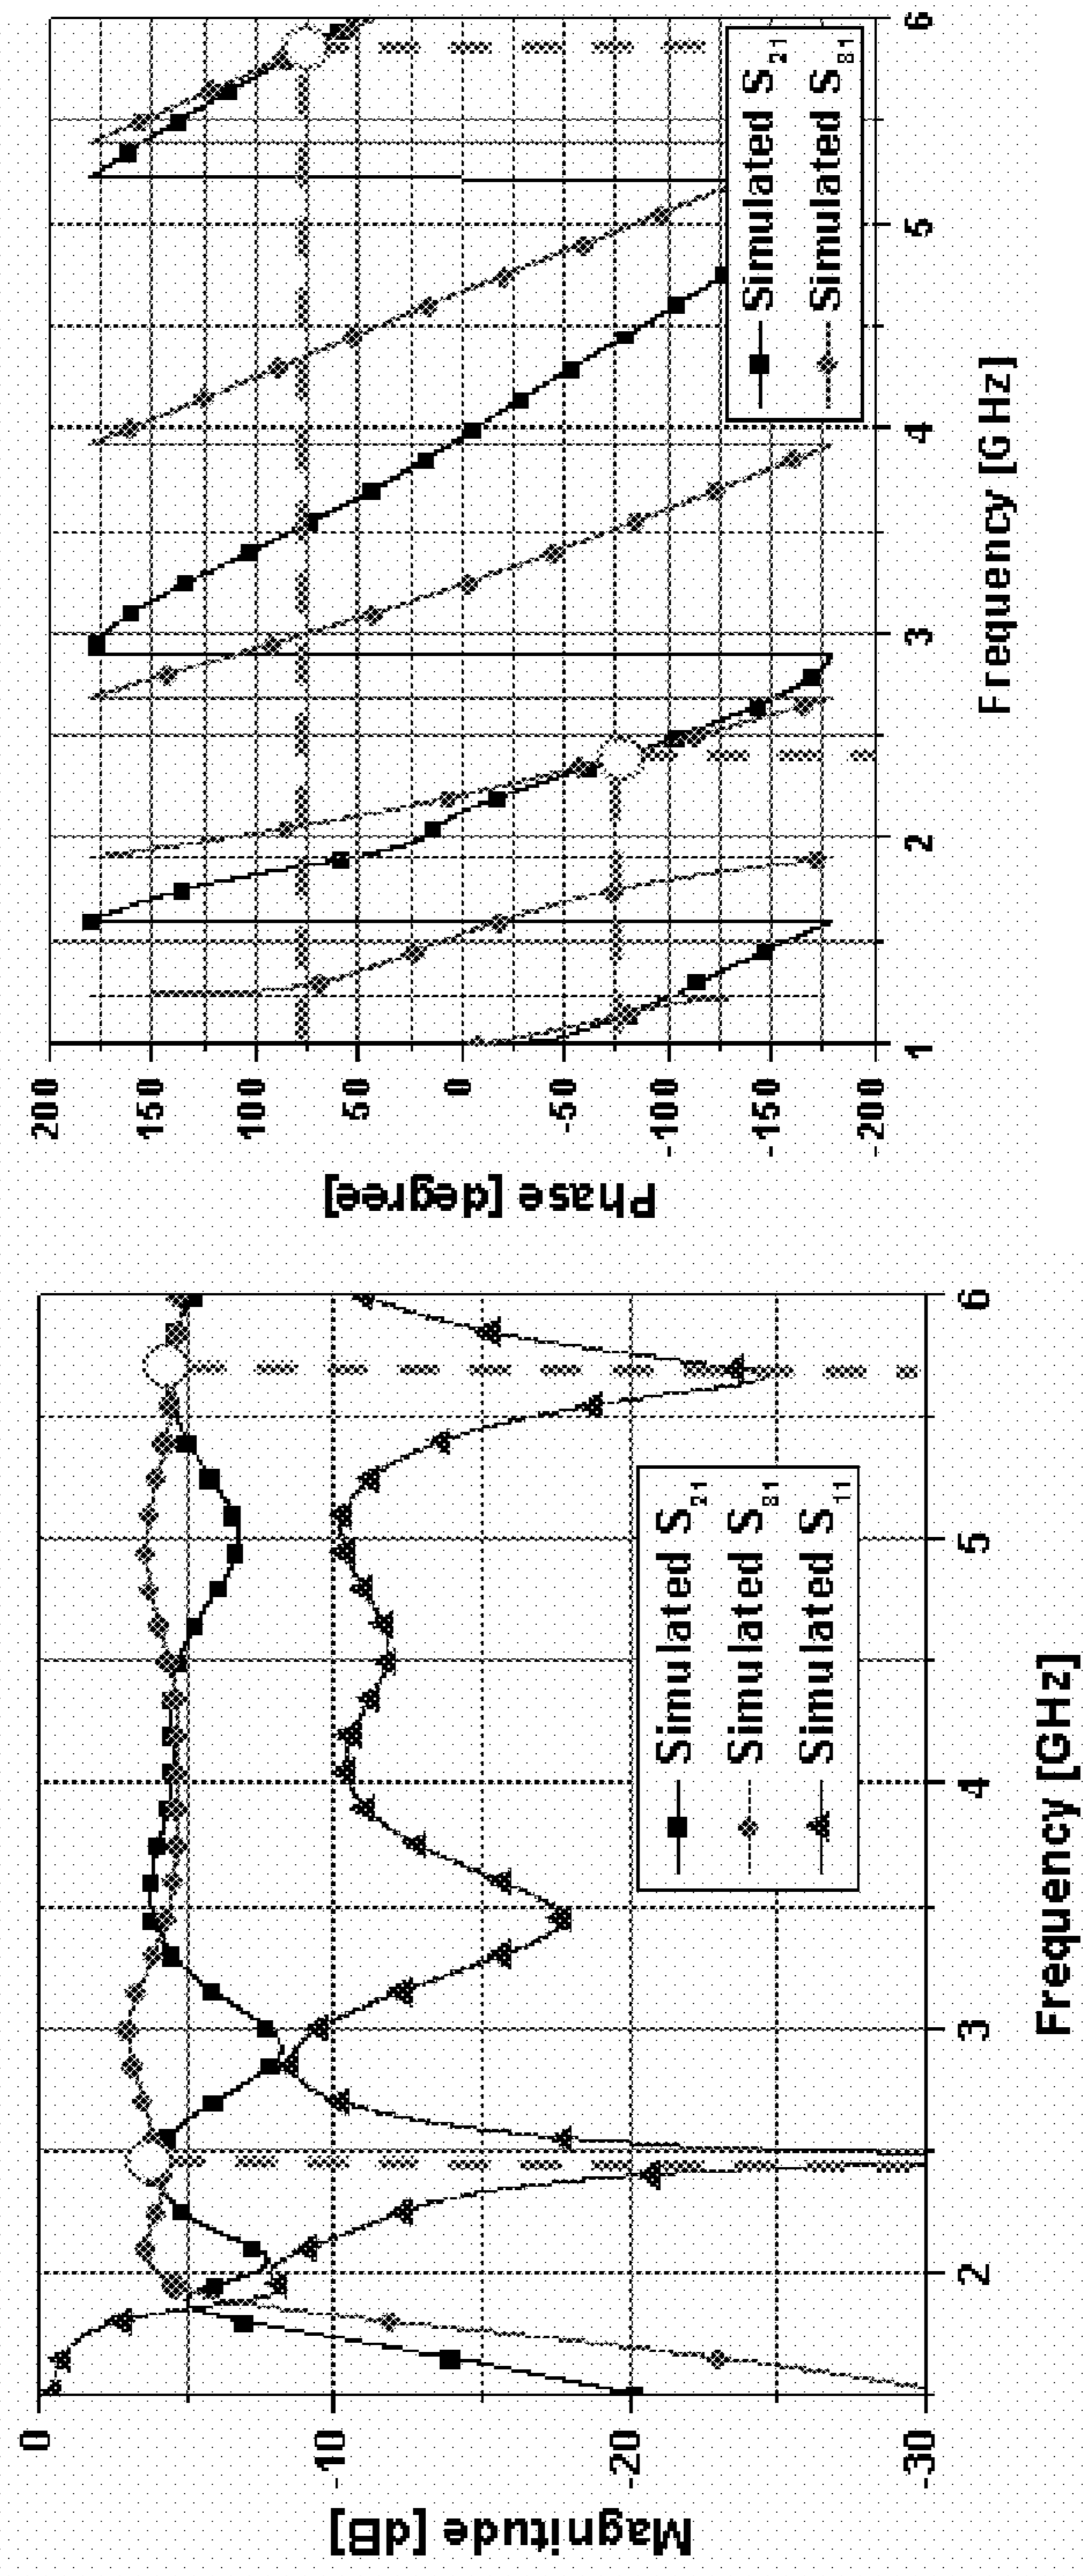 0
-10
-20
-30
Magnitude [dB]
2
3
4
5
6
Frequency [GHz]
Simulated S21
Simulated S81
Simulated S11
200
150
100
50
0
-50
-100
-150
-200
Phase [degree]
1
2
3
4
5
6
Frequency [GHz]
Simulated S21
Simulated S81